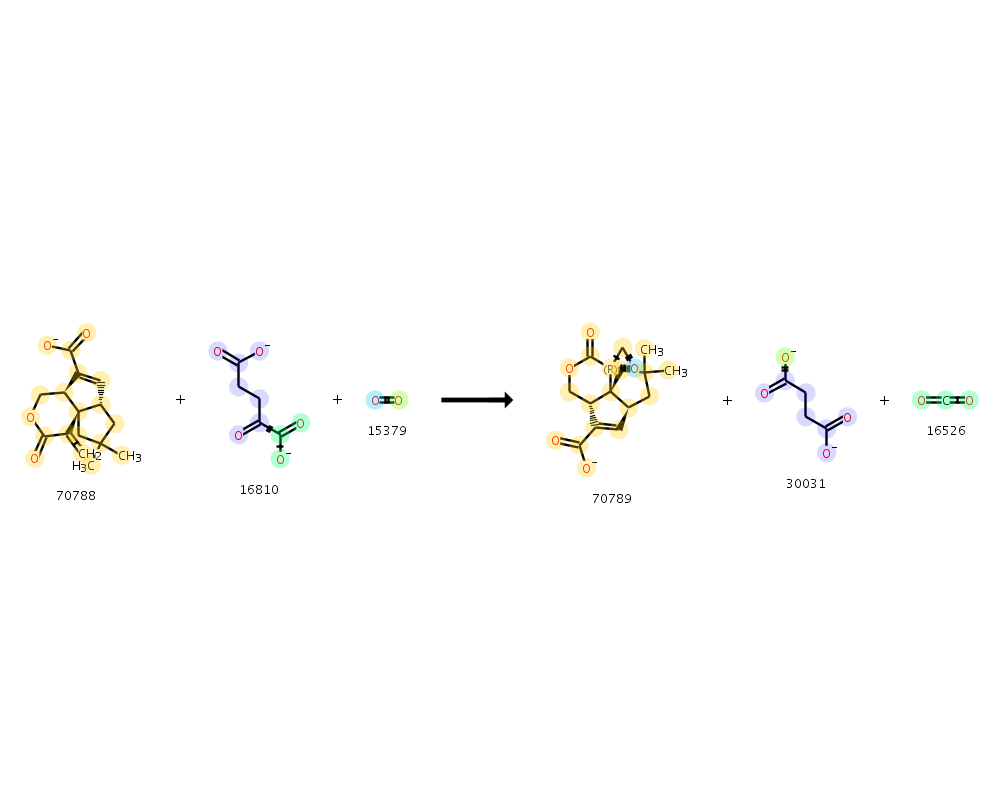 O
O⁻
O
O
CH₂
H₃C
CH₃
70788
+
O
O⁻
O
O
O⁻
16810
+
O
O
15379
O
O
(R)
O
CH₃
CH₃
O
O⁻
70789
+
O⁻
O
O
O⁻
30031
+
O
C
O
16526